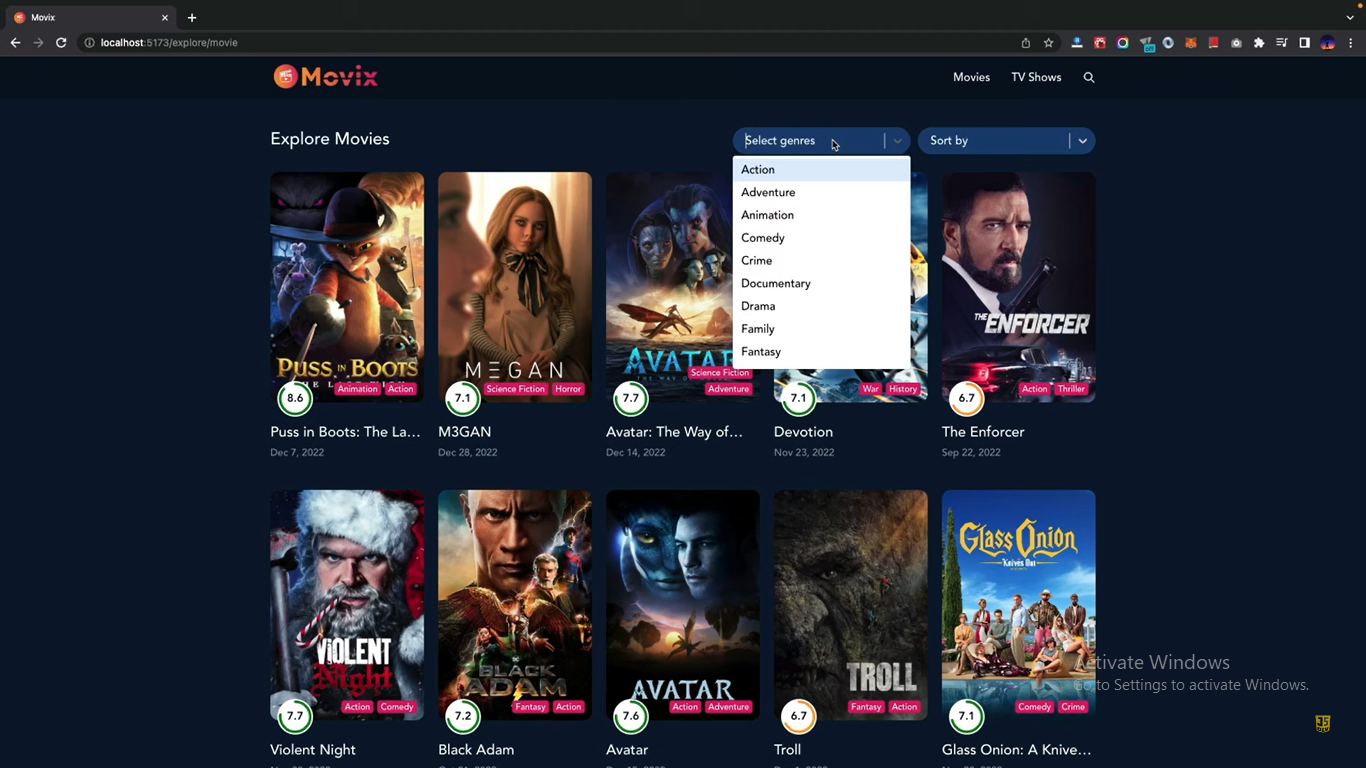 Movix
localhost:5173/explore/movie
Movix
Movies
TV Shows
Explore Movies
Select genres
Sort by
Action
Adventure
Animation
Comedy
Crime
Documentary
Drama
Family
Fantasy
PUSS IN BOOTS
Animation
Action
8.6
Puss in Boots: The La...
Dec 7, 2022
M3GAN
Science Fiction
Horror
7.1
M3GAN
Dec 28, 2022
AVATAR
THE WAY OF
Science Fiction
Adventure
7.7
Avatar: The Way of...
Dec 14, 2022
War
History
7.1
Devotion
Nov 23, 2022
THE ENFORCER
Action
Thriller
6.7
The Enforcer
Sep 22, 2022
VIOLENT
Night
Action
Comedy
7.7
Violent Night
BLACK
ADAM
Fantasy
Action
7.2
Black Adam
AVATAR
Action
Adventure
7.6
Avatar
TROLL
Fantasy
Action
6.7
Troll
GLASS ONION
KNIVES OUT
Comedy
Crime
7.1
Glass Onion: A Knive...
Activate Windows
Go to Settings to activate Windows.